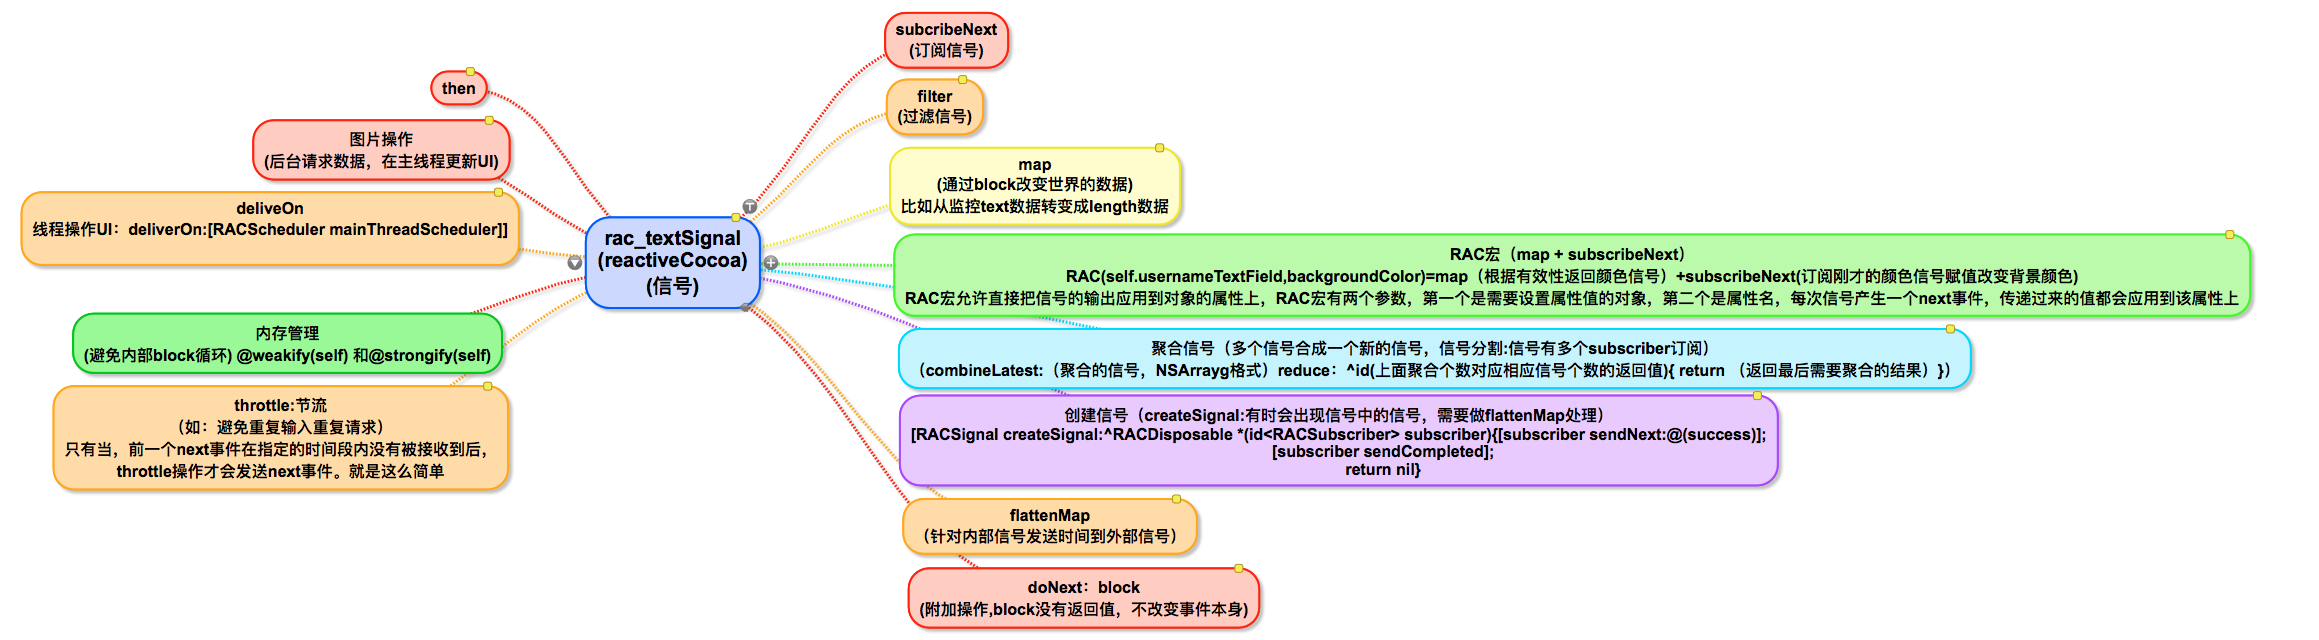 rac_textSignal
(reactiveCocoa)
(信号)
subcribeNext
(订阅信号)
filter
(过滤信号)
map
(通过block改变世界的数据)
比如从监控text数据转变成length数据
RAC宏（map + subscribeNext）
RAC(self.usernameTextField,backgroundColor)=map（根据有效性返回颜色信号）+subscribeNext(订阅刚才的颜色信号赋值改变背景颜色)
RAC宏允许直接把信号的输出应用到对象的属性上，RAC宏有两个参数，第一个是需要设置属性值的对象，第二个是属性名，每次信号产生一个next事件，传递过来的值都会应用到该属性上
聚合信号（多个信号合成一个新的信号，信号分割:信号有多个subscriber订阅）
（combineLatest:（聚合的信号，NSArrayg格式）reduce：^id(上面聚合个数对应相应信号个数的返回值){ return （返回最后需要聚合的结果）}）
创建信号（createSignal:有时会出现信号中的信号，需要做flattenMap处理）
[RACSignal createSignal:^RACDisposable *(id<RACSubscriber> subscriber){[subscriber sendNext:@(success)];
[subscriber sendCompleted];
return nil}
flattenMap
（针对内部信号发送时间到外部信号）
doNext：block
(附加操作,block没有返回值，不改变事件本身)
then
图片操作
(后台请求数据，在主线程更新UI)
deliveOn
线程操作UI：deliverOn:[RACScheduler mainThreadScheduler]]
内存管理
(避免内部block循环) @weakify(self) 和@strongify(self)
throttle:节流
（如：避免重复输入重复请求）
只有当，前一个next事件在指定的时间段内没有被接收到后，
throttle操作才会发送next事件。就是这么简单